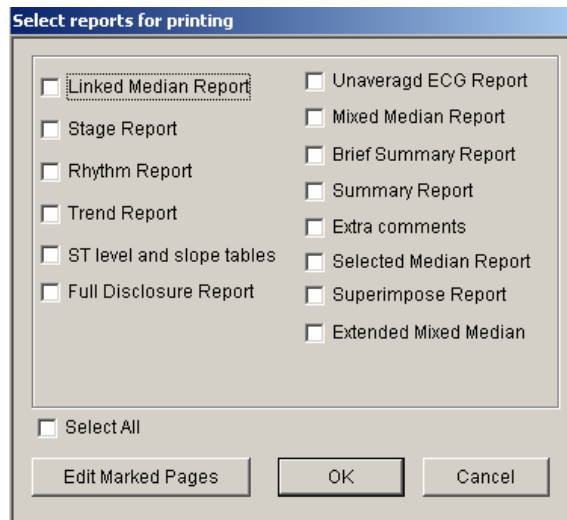 Select reports for printing
Linked Median Report
Stage Report
Rhythm Report
Trend Report
ST level and slope tables
Full Disclosure Report
Unaveragd ECG Report
Mixed Median Report
Brief Summary Report
Summary Report
Extra comments
Selected Median Report
Superimpose Report
Extended Mixed Median
Select All
Edit Marked Pages
OK
Cancel